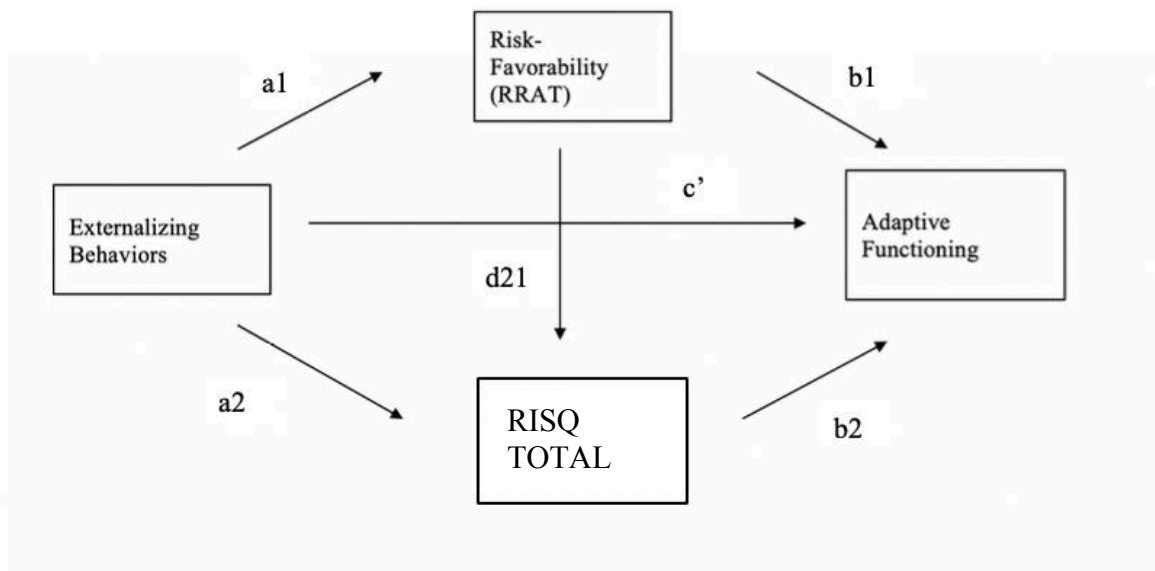 Risk-
Favorability
(RRAT)
a1
b1
c’
Externalizing
Behaviors
Adaptive
Functioning
d21
a2
RISQ
TOTAL
b2